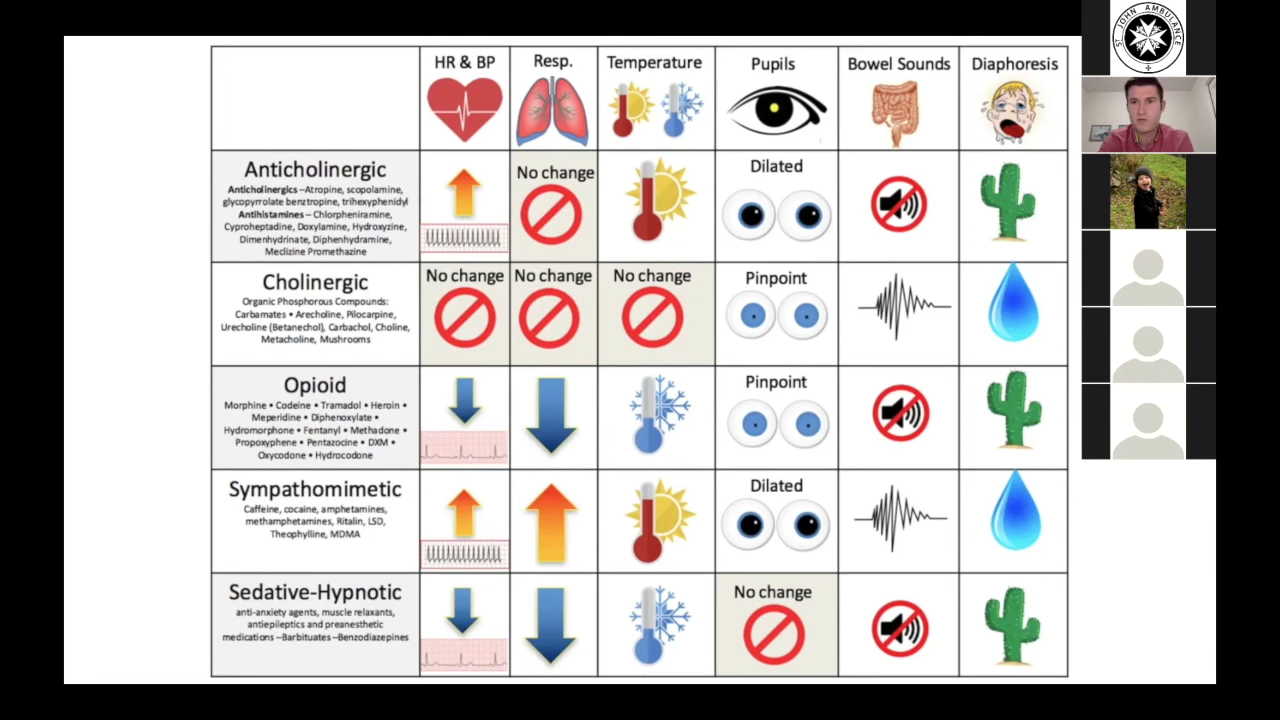 HR & BP
Resp.
Temperature
Pupils
Bowel Sounds
Diaphoresis
Anticholinergic
Anticholinergics –Atropine, scopolamine,
glycopyrrolate benztropine, trihexyphenidyl
Antihistamines – Chlorpheniramine,
Cyproheptadine, Doxylamine, Hydroxyzine,
Dimenhydrinate, Diphenhydramine,
Meclizine Promethazine
No change
Dilated
Cholinergic
Organic Phosphorous Compounds:
Carbamates • Arecholine, Pilocarpine,
Urecholine (Betanechol), Carbachol, Choline,
Metacholine, Mushrooms
No change
No change
No change
Pinpoint
Opioid
Morphine • Codeine • Tramadol • Heroin •
Meperidine • Diphenoxylate •
Hydromorphone • Fentanyl • Methadone •
Propoxyphene • Pentazocine • DXM •
Oxycodone • Hydrocodone
Pinpoint
Sympathomimetic
Caffeine, cocaine, amphetamines,
methamphetamines, Ritalin, LSD,
Theophylline, MDMA
Dilated
Sedative-Hypnotic
anti-anxiety agents, muscle relaxants,
antiepileptics and preanesthetic
medications –Barbituates –Benzodiazepines
No change
ST JOHN AMBULANCE